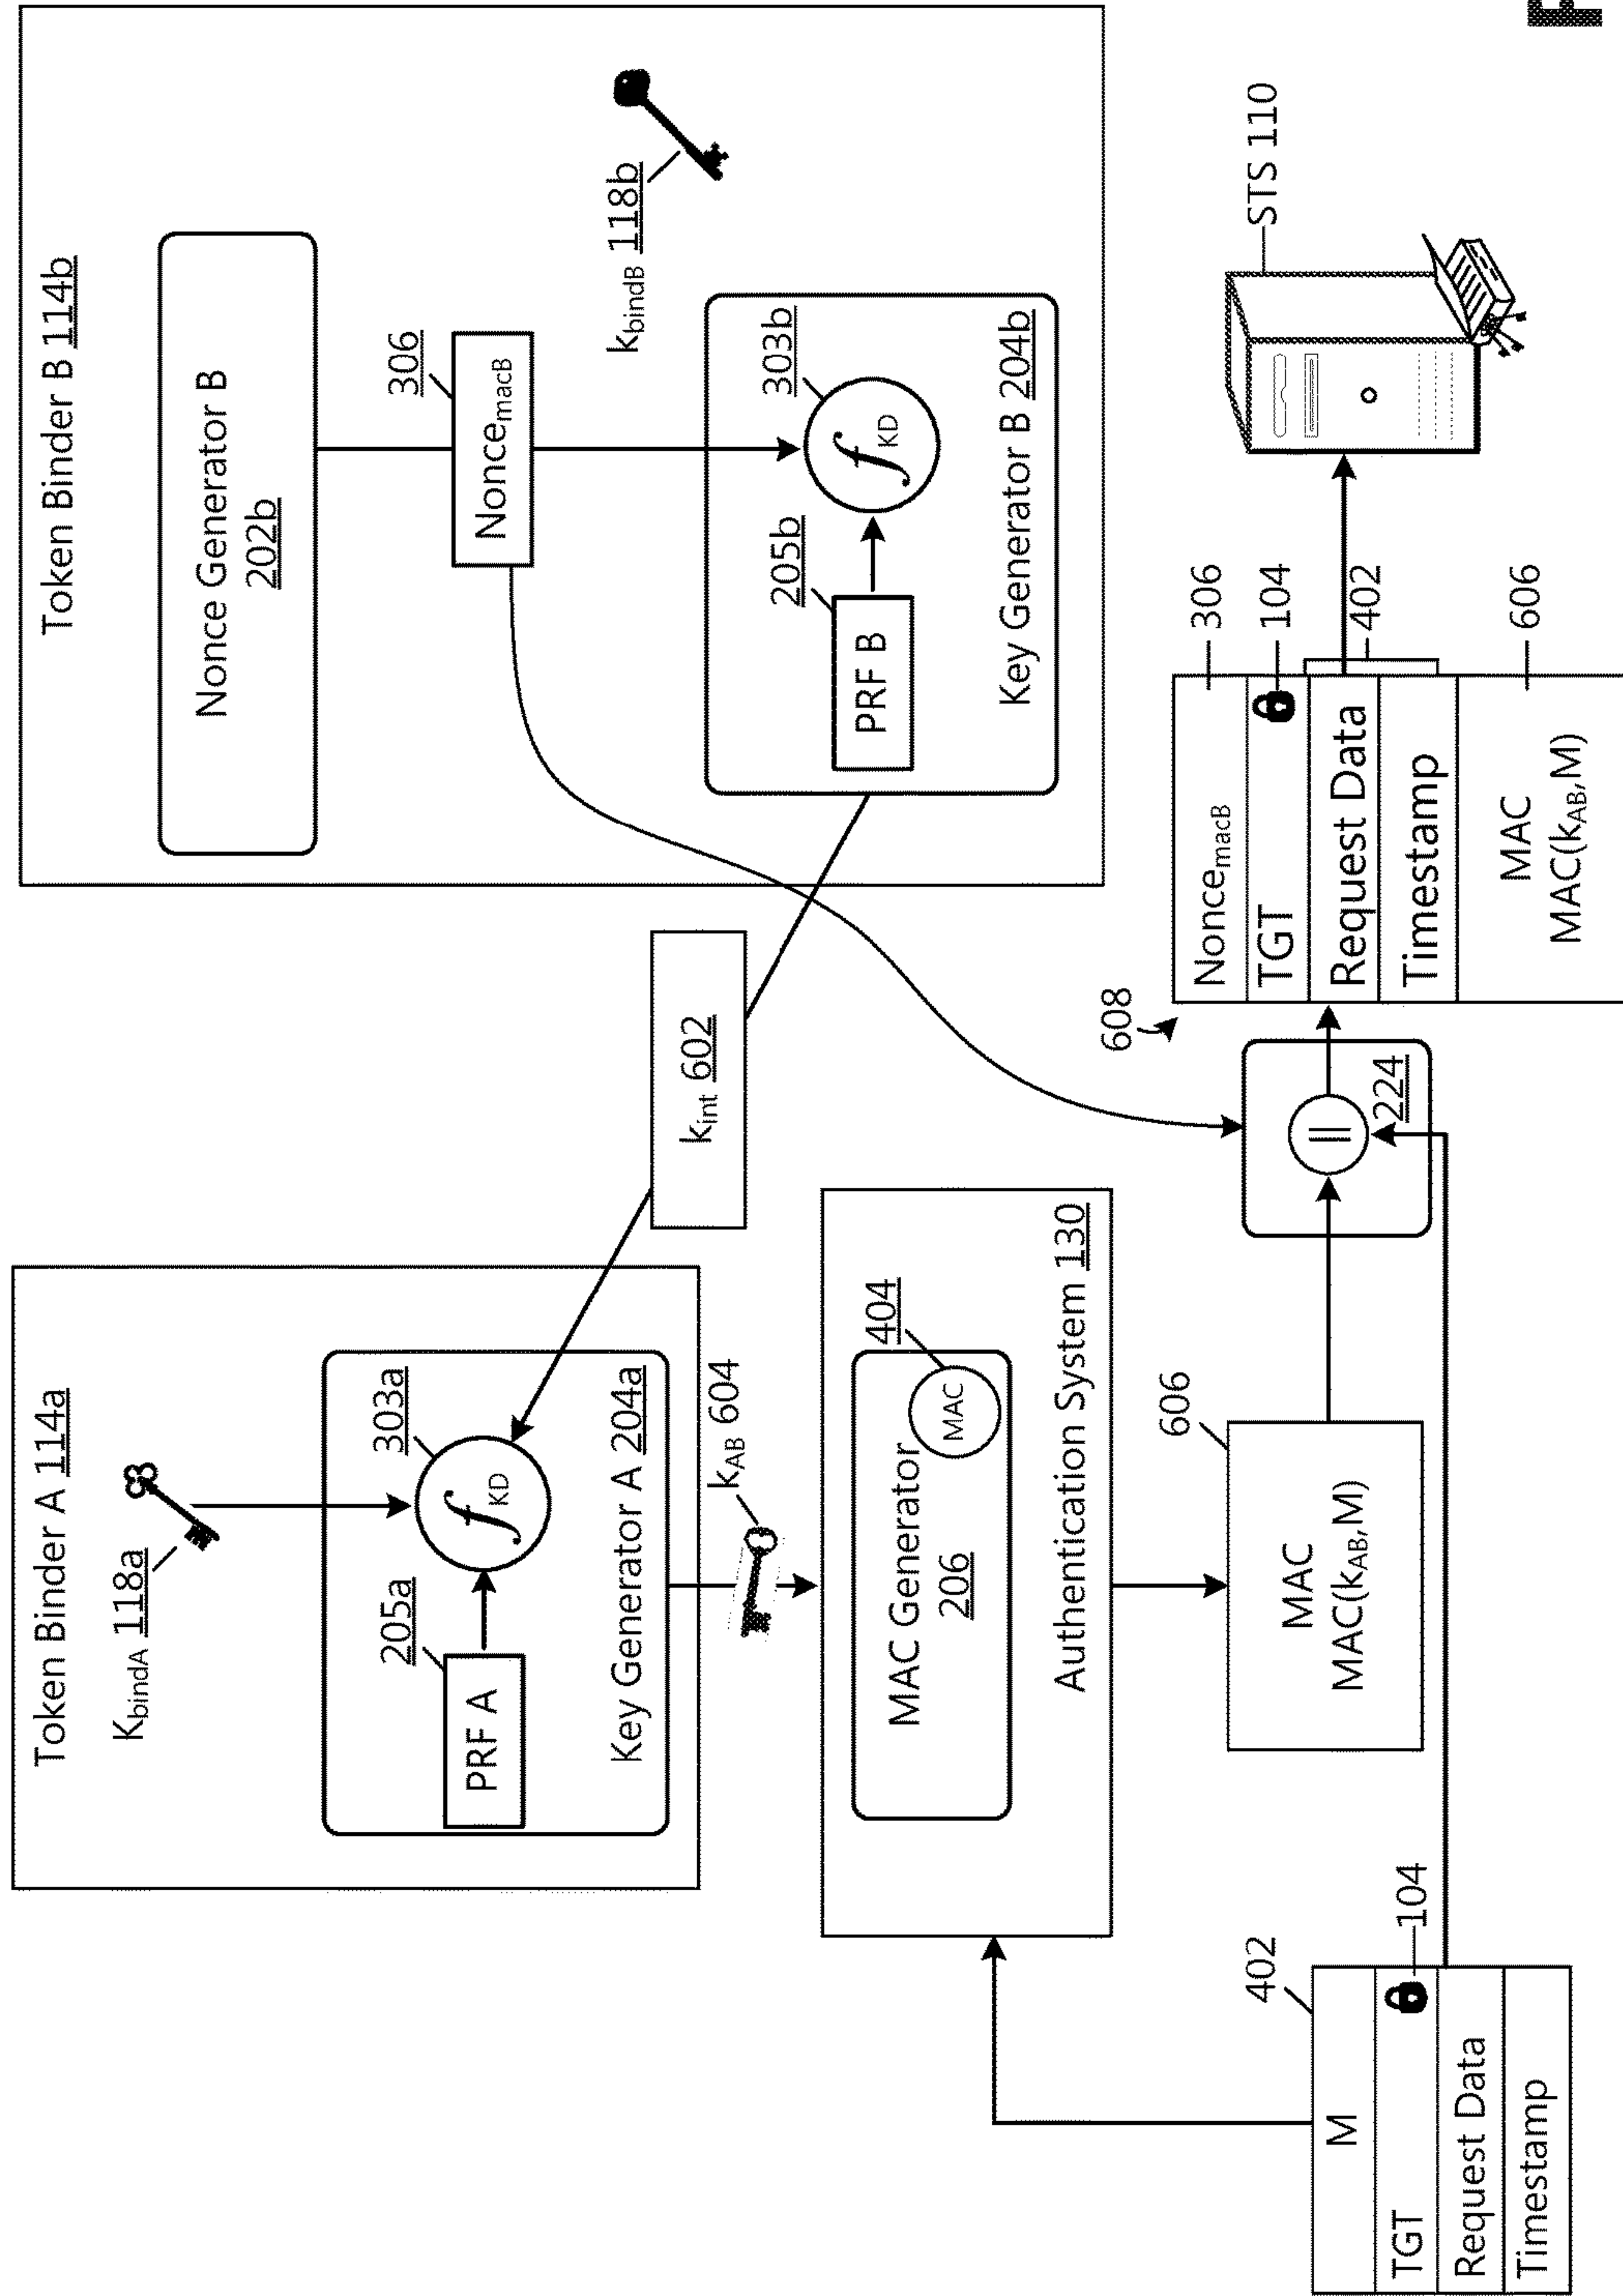 Token Binder A 114a
KbindA 118a
205a
303a
PRF A
fKD
Key Generator A 204a
kAB 604
Token Binder B 114b
Nonce Generator B
202b
306
NoncemacB
kbindB 118b
205b
303b
PRF B
fKD
Key Generator B 204b
kint 602
MAC Generator
206
404
MAC
Authentication System 130
402
M
TGT
104
Request Data
Timestamp
606
MAC
MAC(kAB,M)
||
224
608
NoncemacB
306
TGT
104
Request Data
402
Timestamp
MAC
MAC(kAB,M)
606
STS 110